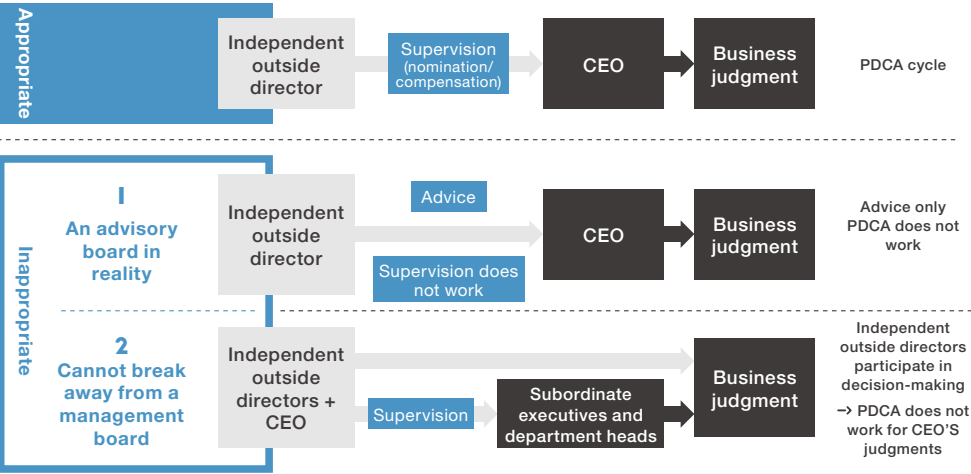 Appropriate
Independent
outside
director
Supervision
(nomination/
compensation)
CEO
Business
judgment
PDCA cycle
Inappropriate
1
An advisory
board in
reality
Independent
outside
director
Advice
Supervision does
not work
CEO
Business
judgment
Advice only
PDCA does not
work
2
Cannot break
away from a
management
board
Independent
outside
directors +
CEO
Supervision
Subordinate
executives and
department heads
Business
judgment
Independent
outside directors
participate in
decision-making
–> PDCA does not
work for CEO'S
judgments